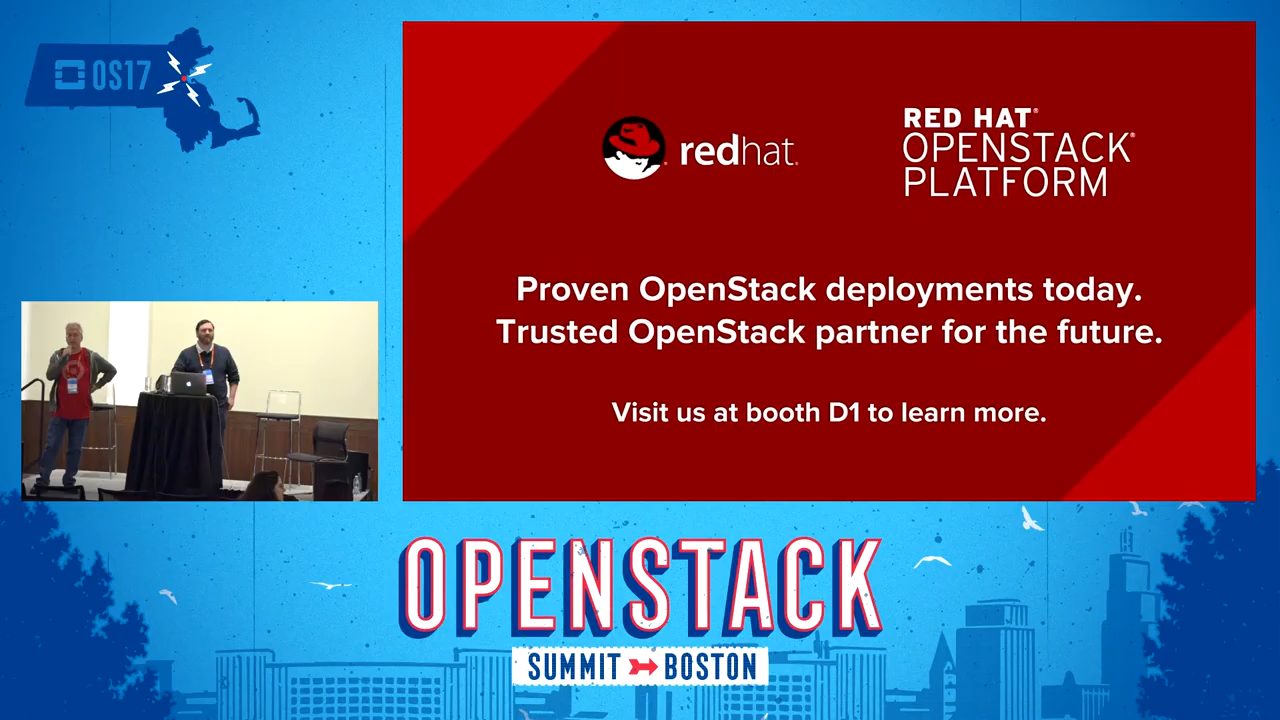 OS17
redhat.
RED HAT®
OPENSTACK®
PLATFORM
Proven OpenStack deployments today.
Trusted OpenStack partner for the future.
Visit us at booth D1 to learn more.
OPENSTACK
SUMMIT BOSTON